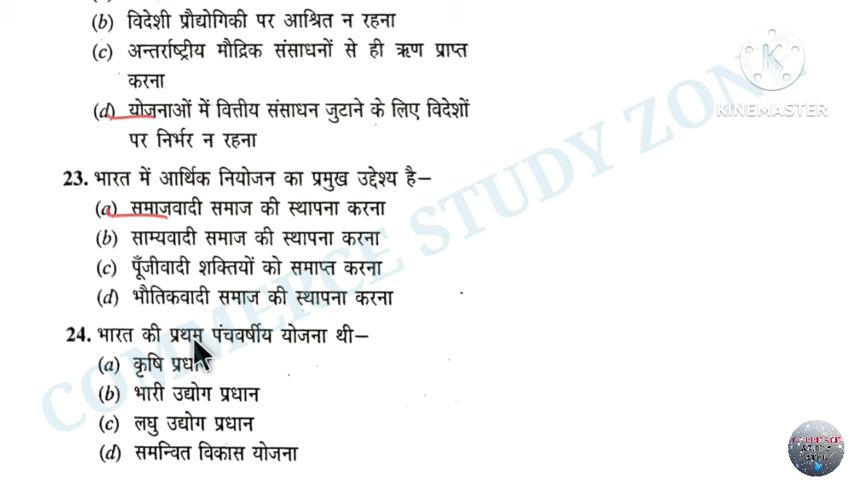 (b) विदेशी प्रौद्योगिकी पर आश्रित न रहना
(c) अन्तर्राष्ट्रीय मौद्रिक संसाधनों से ही ऋण प्राप्त
करना
(d) योजनाओं में वित्तीय संसाधन जुटाने के लिए विदेशों
पर निर्भर न रहना
23. भारत में आर्थिक नियोजन का प्रमुख उद्देश्य है–
(a) समाजवादी समाज की स्थापना करना
(b) साम्यवादी समाज की स्थापना करना
(c) पूँजीवादी शक्तियों को समाप्त करना
(d) भौतिकवादी समाज की स्थापना करना
24. भारत की प्रथम पंचवर्षीय योजना थी–
(a) कृषि प्रधान
(b) भारी उद्योग प्रधान
(c) लघु उद्योग प्रधान
(d) समन्वित विकास योजना
COMMERCE STUDY ZONE
KINEMASTER